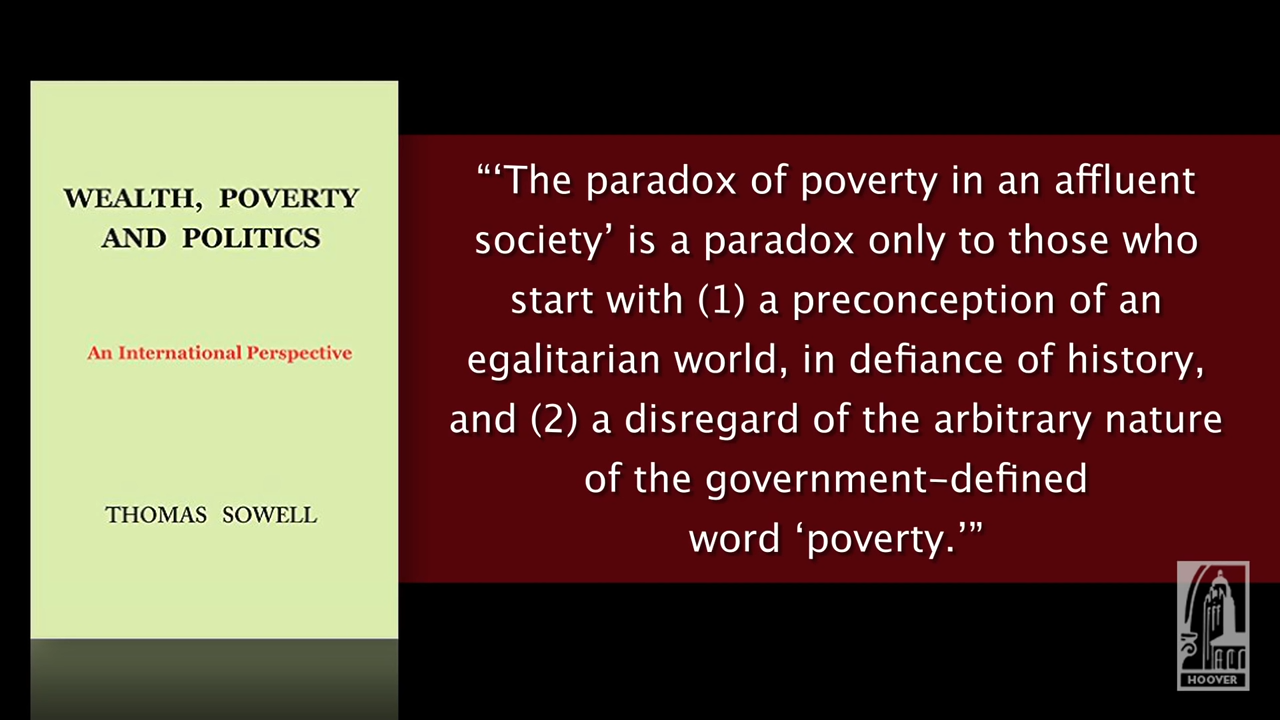 WEALTH, POVERTY
AND POLITICS
An International Perspective
THOMAS SOWELL
“‘The paradox of poverty in an affluent
society’ is a paradox only to those who
start with (1) a preconception of an
egalitarian world, in defiance of history,
and (2) a disregard of the arbitrary nature
of the government-defined
word ‘poverty.’”
HOOVER